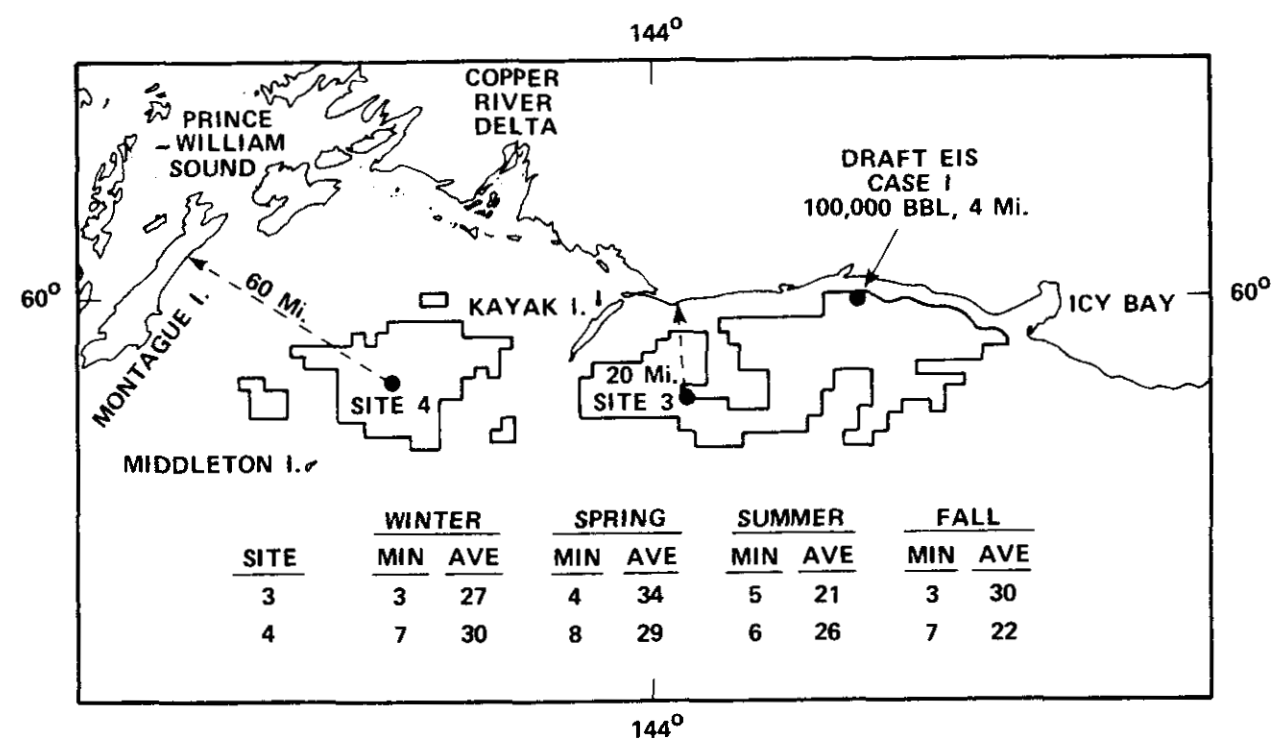 144°
COPPER
RIVER
DELTA
PRINCE
WILLIAM
SOUND
DRAFT EIS
CASE I
100,000 BBL, 4 Mi.
60°
60 Mi.
KAYAK I.
ICY BAY
60°
MONTAGUE I.
20 Mi.
SITE 4
SITE 3
MIDDLETON I.
WINTER SPRING SUMMER FALL
SITE MIN AVE MIN AVE MIN AVE MIN AVE
3 3 27 4 34 5 21 3 30
4 7 30 8 29 6 26 7 22
144°